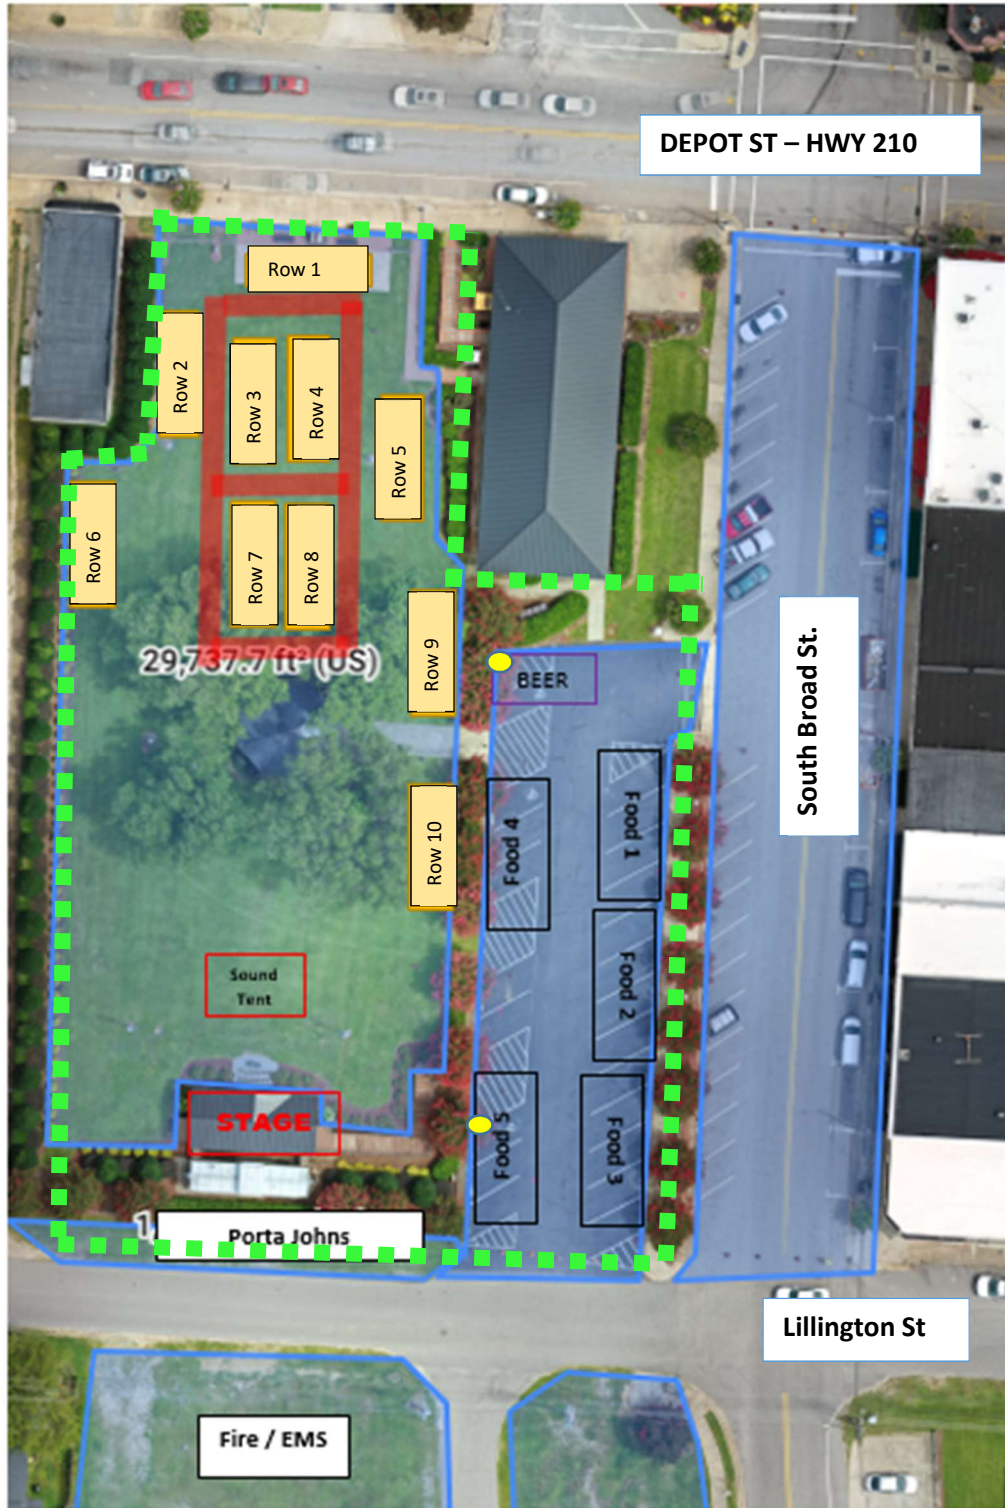 DEPOT ST – HWY 210
Row 1
Row 2
Row 3
Row 4
Row 5
Row 6
Row 7
Row 8
Row 9
29,737.7 ft² (US)
BEER
South Broad St.
Food 1
Food 4
Row 10
Food 2
Sound
Tent
STAGE
Food 5
Food 3
1
Porta Johns
Lillington St
Fire / EMS